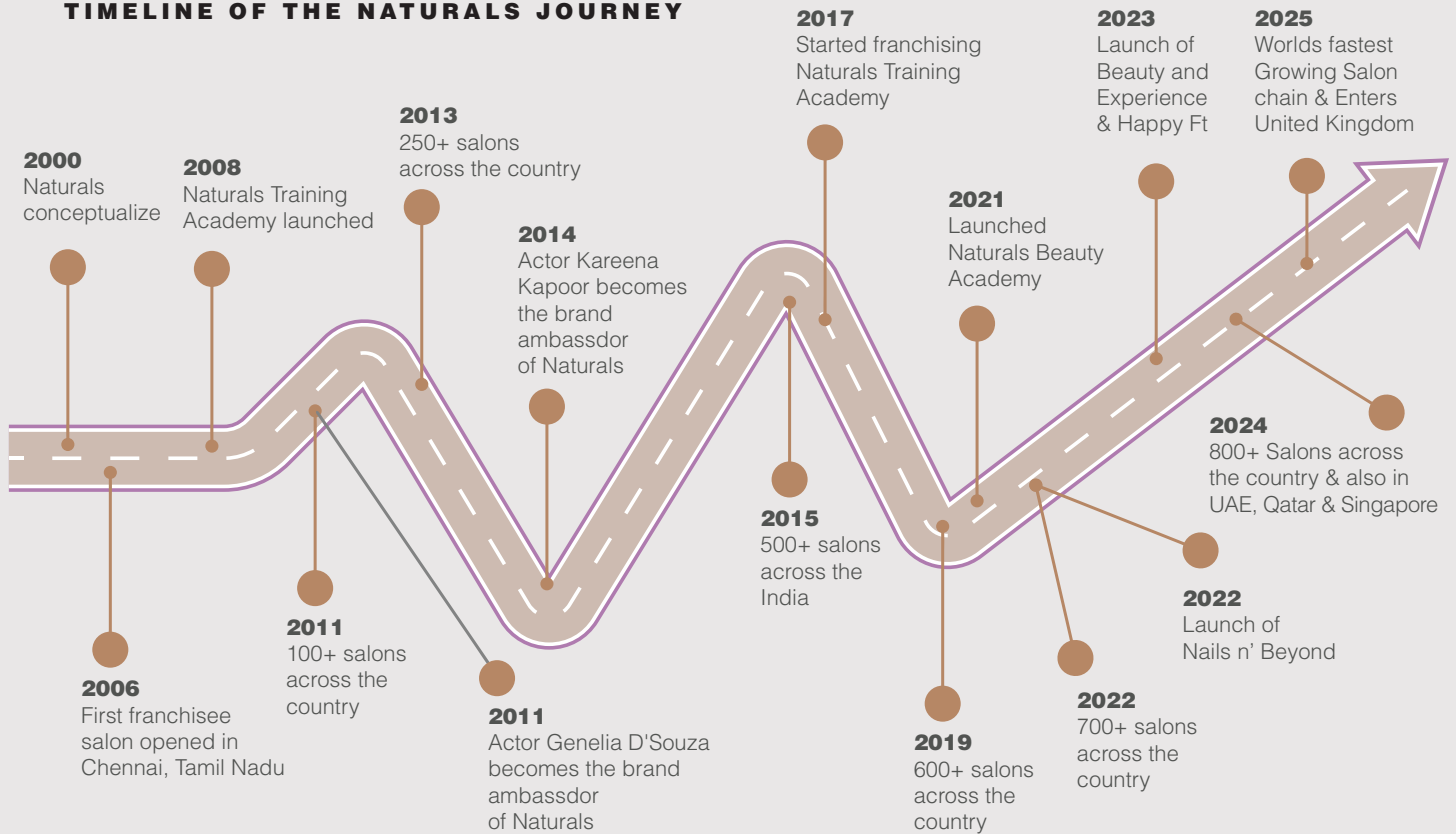 TIMELINE OF THE NATURALS JOURNEY
2000
Naturals
conceptualize
2006
First franchisee
salon opened in
Chennai, Tamil Nadu
2008
Naturals Training
Academy launched
2011
100+ salons
across the
country
2011
Actor Genelia D'Souza
becomes the brand
ambassdor
of Naturals
2013
250+ salons
across the country
2014
Actor Kareena
Kapoor becomes
the brand
ambassdor
of Naturals
2015
500+ salons
across the
India
2017
Started franchising
Naturals Training
Academy
2019
600+ salons
across the
country
2021
Launched
Naturals Beauty
Academy
2022
700+ salons
across the
country
2022
Launch of
Nails n’ Beyond
2023
Launch of
Beauty and
Experience
& Happy Ft
2024
800+ Salons across
the country & also in
UAE, Qatar & Singapore
2025
Worlds fastest
Growing Salon
chain & Enters
United Kingdom